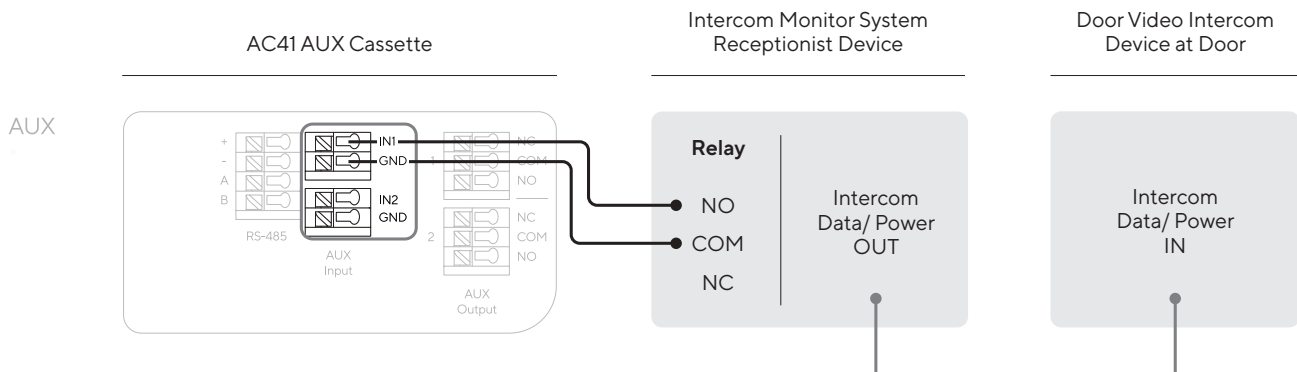 AC41 AUX Cassette
Intercom Monitor System
Receptionist Device
Door Video Intercom
Device at Door
AUX
+
-
A
B
RS-485
IN1
GND
IN2
GND
AUX
Input
1
NC
COM
NO
2
NC
COM
NO
AUX
Output
Relay
NO
COM
NC
Intercom
Data/ Power
OUT
Intercom
Data/ Power
IN